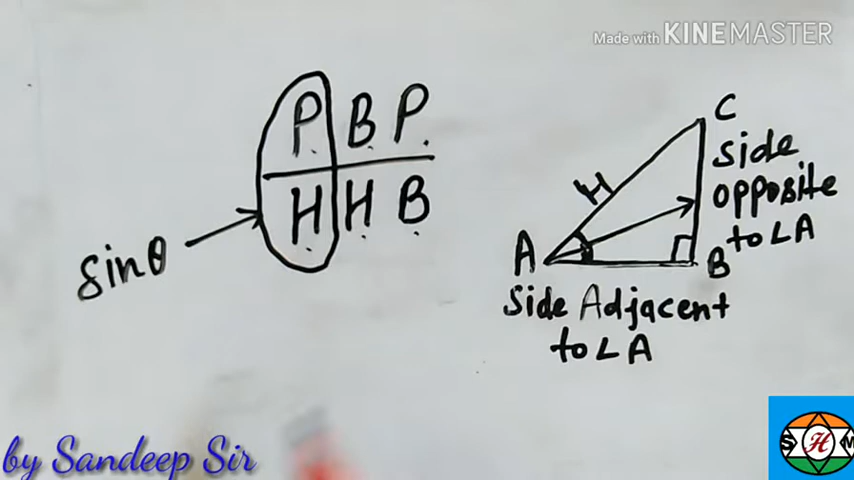 Made with KINEMASTER
P B P
H H B
sinθ
C
H
side
opposite
to ∠A
A
B
Side Adjacent
to ∠A
by Sandeep Sir
S H M